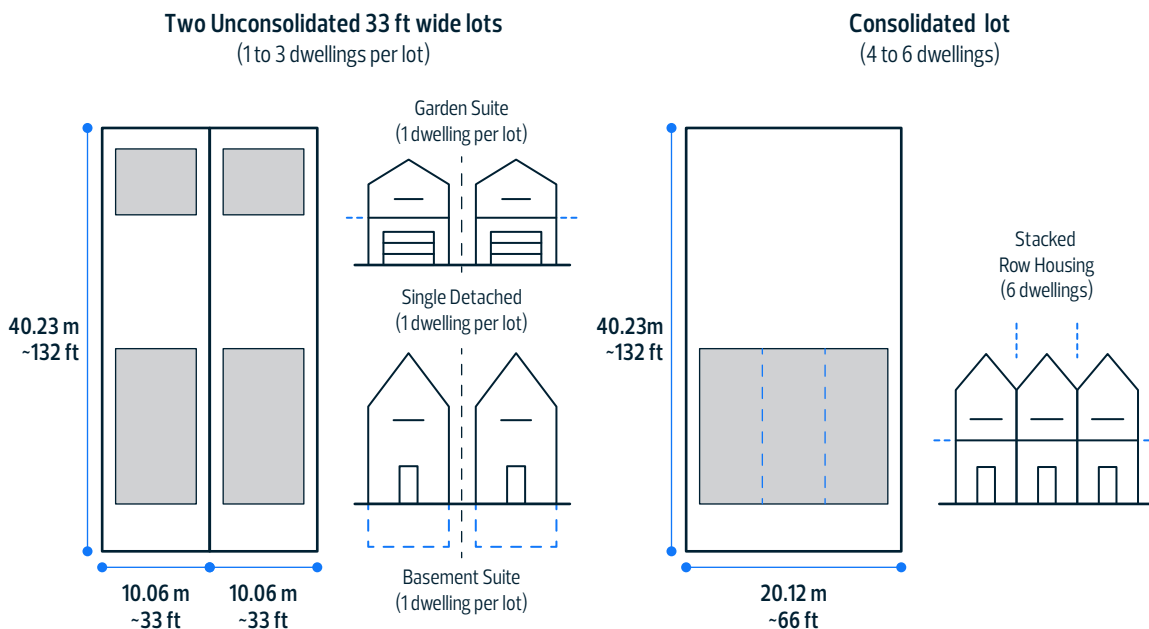 Two Unconsolidated 33 ft wide lots
(1 to 3 dwellings per lot)
Garden Suite
(1 dwelling per lot)
Single Detached
(1 dwelling per lot)
40.23 m
~132 ft
Basement Suite
(1 dwelling per lot)
10.06 m
~33 ft
10.06 m
~33 ft
Consolidated lot
(4 to 6 dwellings)
40.23m
~132 ft
Stacked
Row Housing
(6 dwellings)
20.12 m
~66 ft